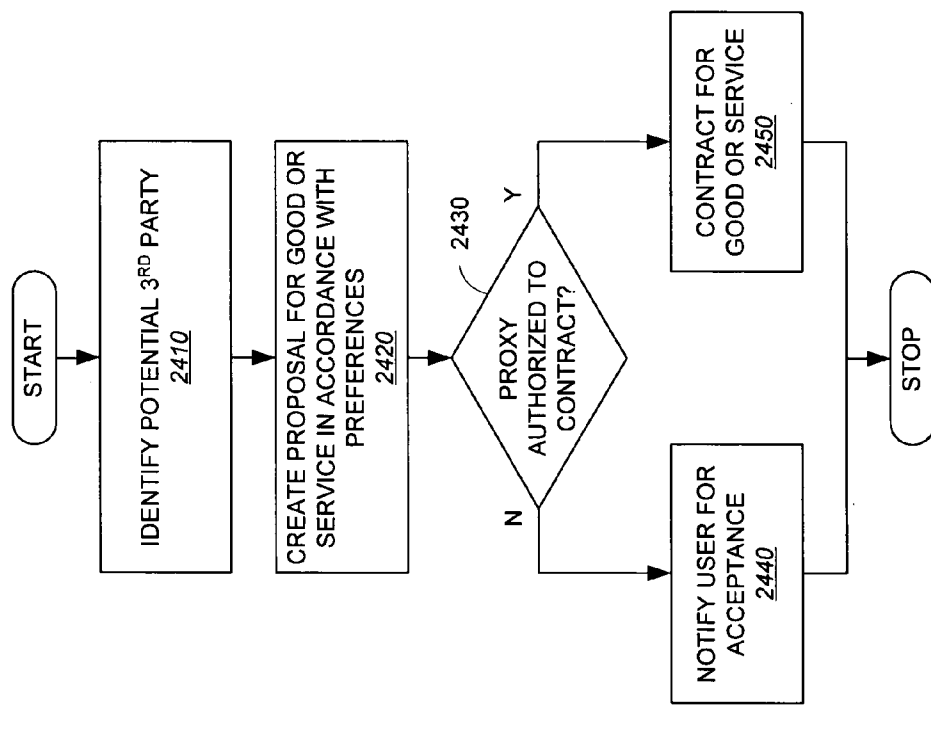 START
IDENTIFY POTENTIAL 3RD PARTY
2410
CREATE PROPOSAL FOR GOOD OR
SERVICE IN ACCORDANCE WITH
PREFERENCES
2420
2430
PROXY
AUTHORIZED TO
CONTRACT?
N
Y
NOTIFY USER FOR
ACCEPTANCE
2440
CONTRACT FOR
GOOD OR SERVICE
2450
STOP